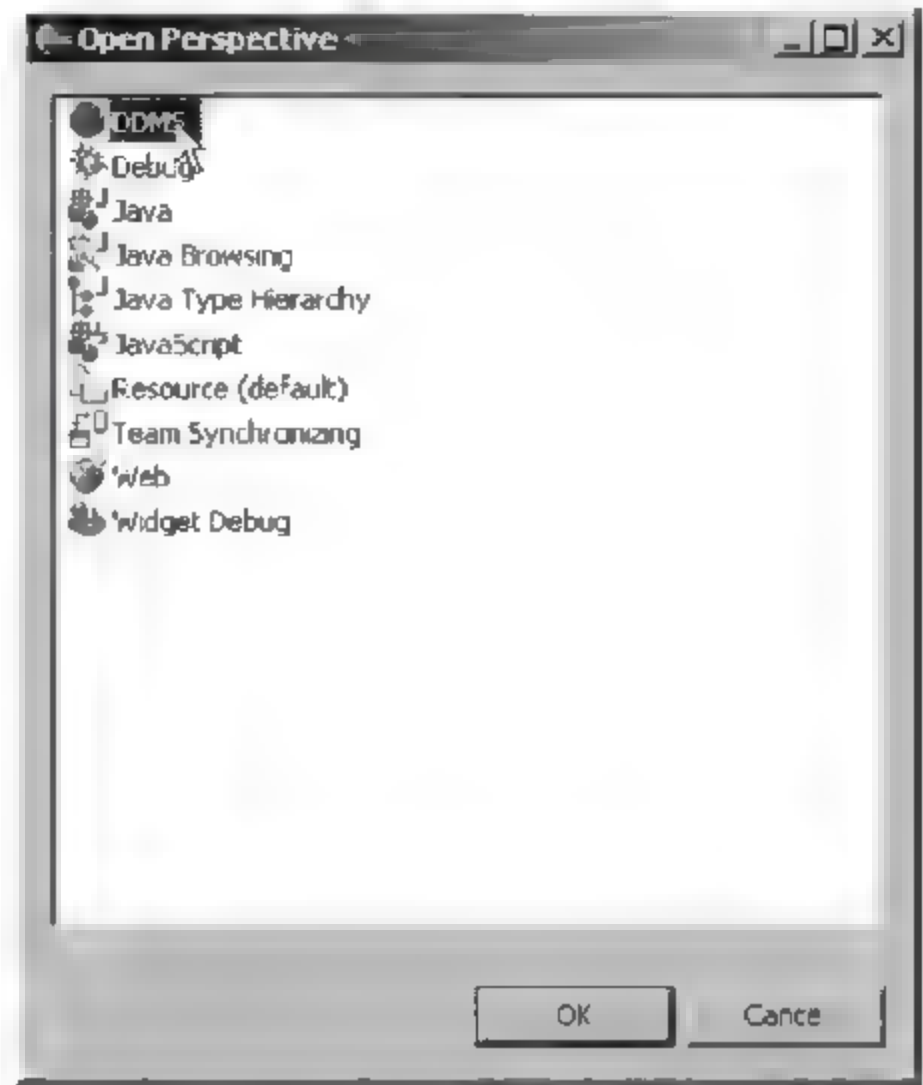 Open Perspective
DDMS
Debug
Java
Java Browsing
Java Type Hierarchy
JavaScript
Resource (default)
Team Synchronizing
Web
Widget Debug
OK
Cance